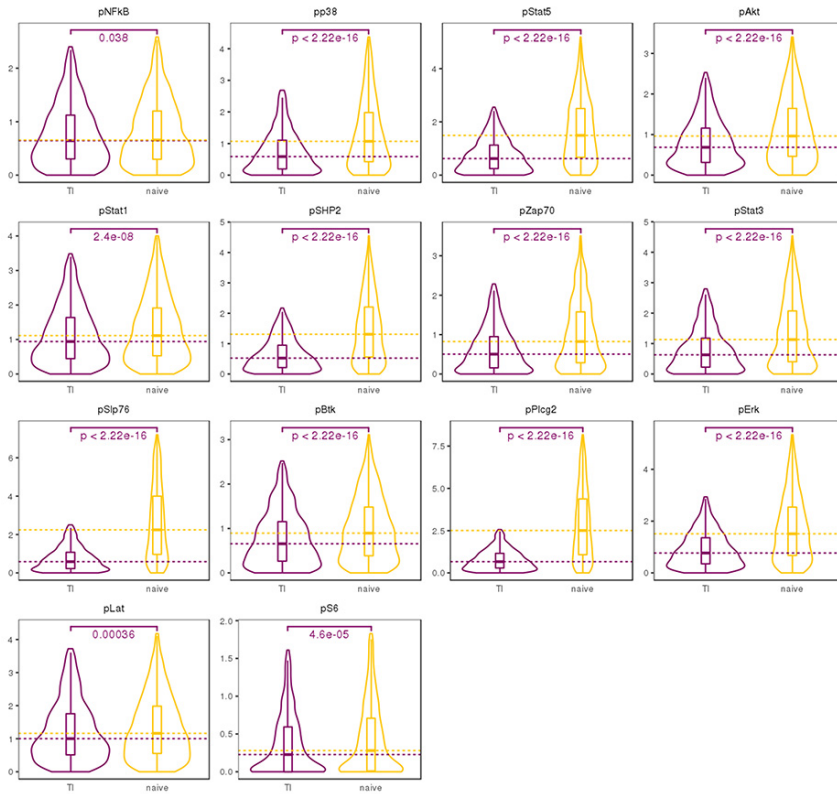 pNFkB pp38 pStat5 pAkt
0.038 p < 2.22e-16 p < 2.22e-16 p < 2.22e-16
2 1 0 4 3 2 1 0 4 2 0 3 2 1 0
TI naive TI naive TI naive TI naive
pStat1 pSHP2 pZap70 pStat3
2.4e-08 p < 2.22e-16 p < 2.22e-16 p < 2.22e-16
4 3 2 1 0 5 4 3 2 1 0 3 2 1 0 5 4 3 2 1 0
TI naive TI naive TI naive TI naive
pSlp76 pBtk pPlcg2 pErk
p < 2.22e-16 p < 2.22e-16 p < 2.22e-16 p < 2.22e-16
6 4 2 0 3 2 1 0 7.5 5.0 2.5 0.0 4 2 0
TI naive TI naive TI naive TI naive
pLat pS6
0.00036 4.6e-05
4 3 2 1 0 2.0 1.5 1.0 0.5 0.0
TI naive TI naive